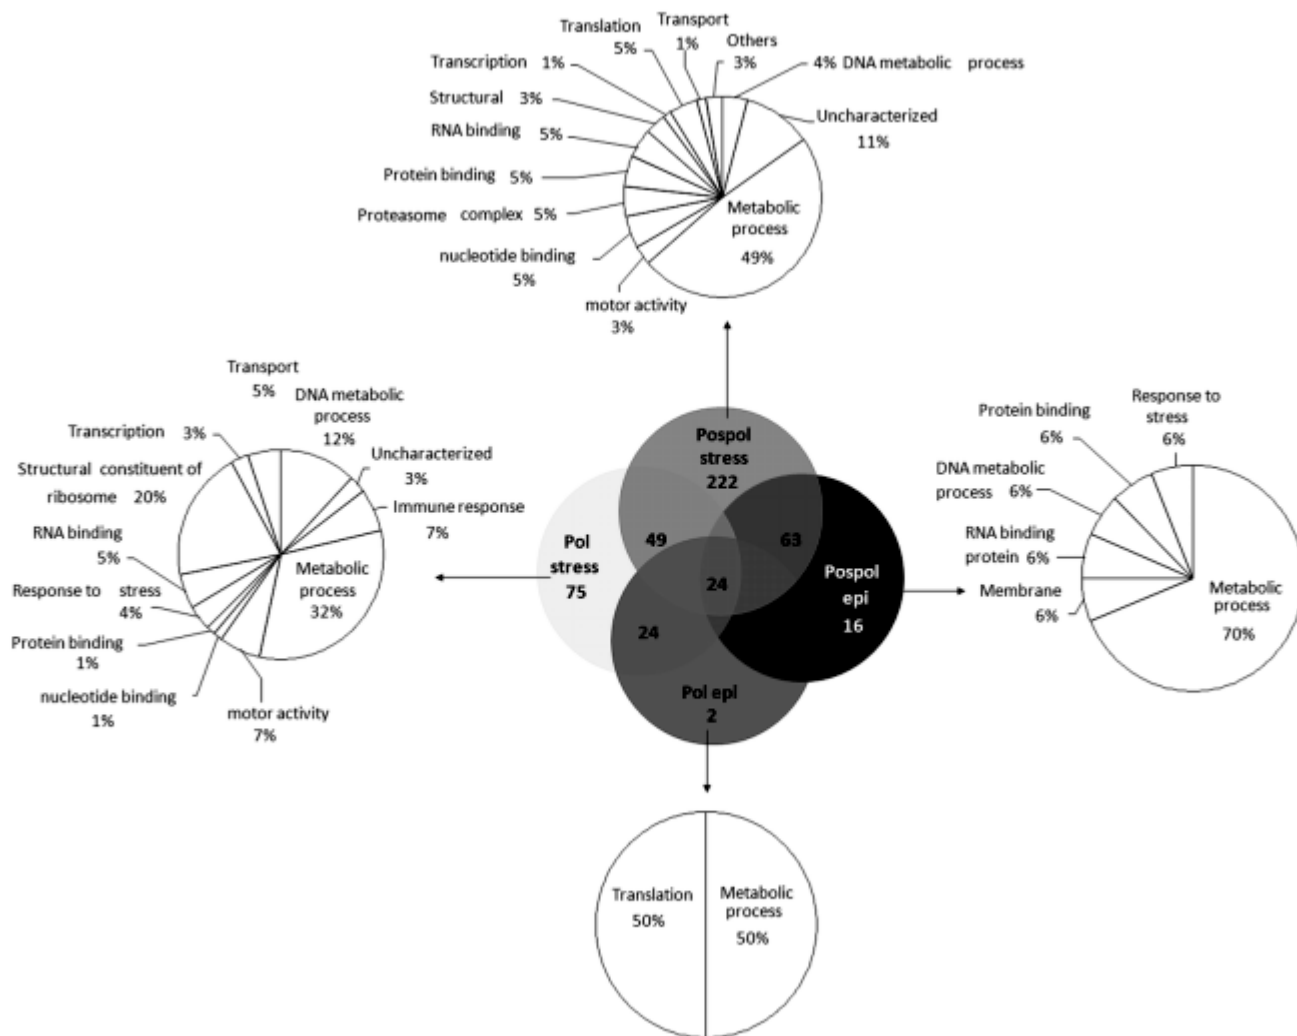 Transport
1%
Translation
5%
Others
3%
Transcription 1%
4% DNA metabolic process
Structural 3%
Uncharacterized
11%
RNA binding 5%
Protein binding 5%
Proteasome complex 5%
Metabolic
process
49%
nucleotide binding
5%
motor activity
3%
Transport
5%
DNA metabolic
process
12%
Transcription 3%
Uncharacterized
3%
Structural constituent of
ribosome 20%
Immune response
7%
RNA binding
5%
Metabolic
process
32%
Response to stress
4%
Protein binding
1%
nucleotide binding
1%
motor activity
7%
Pospol
stress
222
Pol
stress
75
49
63
24
Pospol
epi
16
24
Pol epi
2
Response to
stress
6%
Protein binding
6%
DNA metabolic
process 6%
RNA binding
protein 6%
Membrane
6%
Metabolic
process
70%
Translation
50%
Metabolic
process
50%